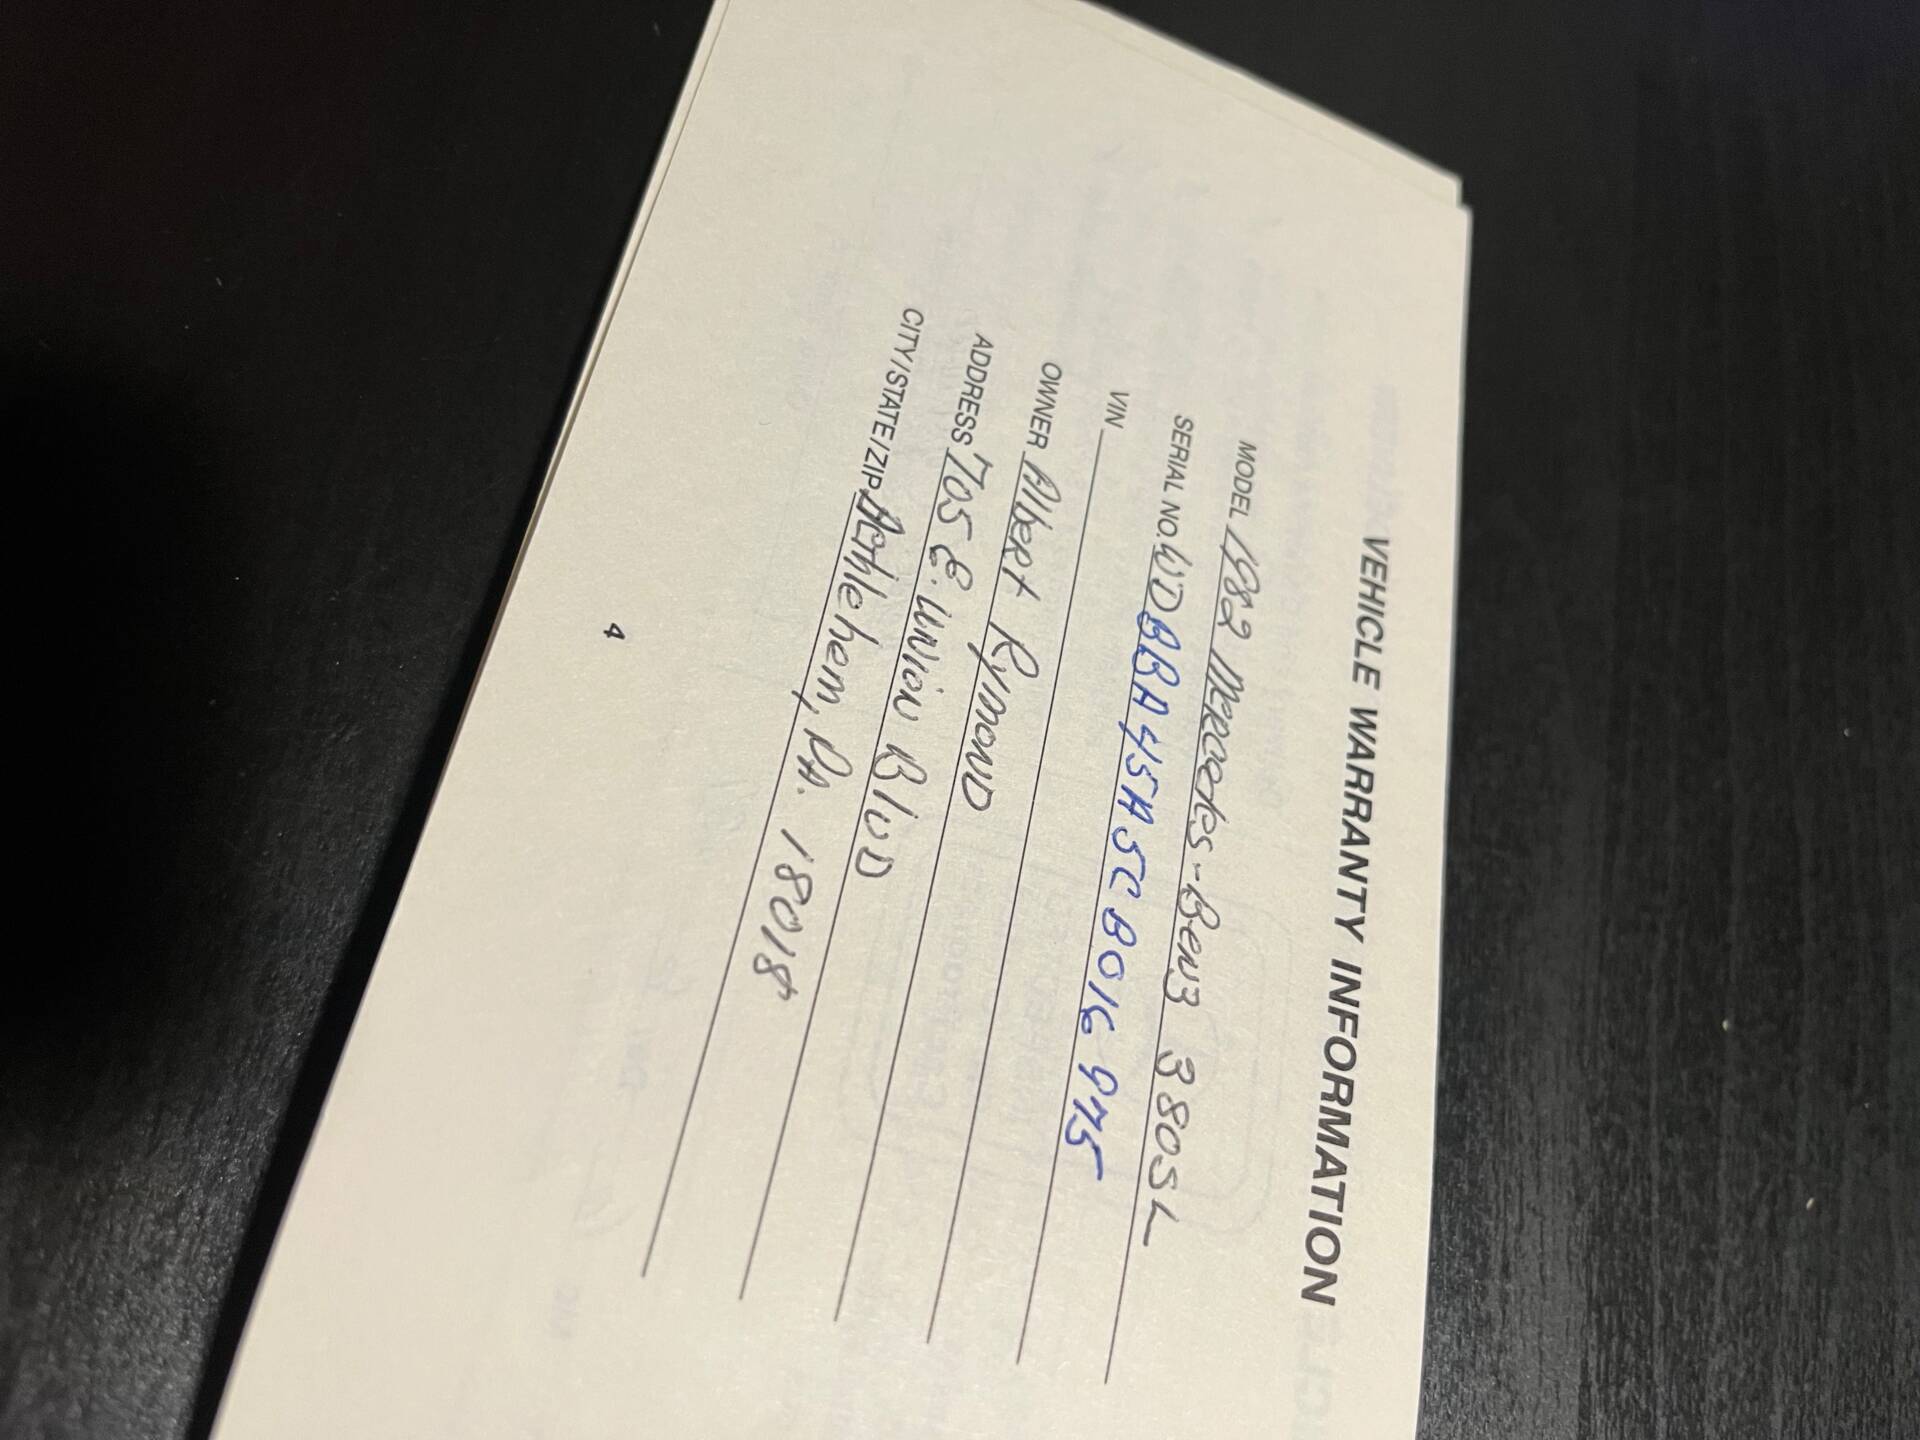 VEHICLE WARRANTY INFORMATION
MODEL 1982 Mercedes-Benz 380SL
SERIAL NO. WDBBA45A5CB016975
VIN
OWNER Albert Rymond
ADDRESS 705 E. Union Blvd
CITY/STATE/ZIP Bethlehem, PA. 18018
4